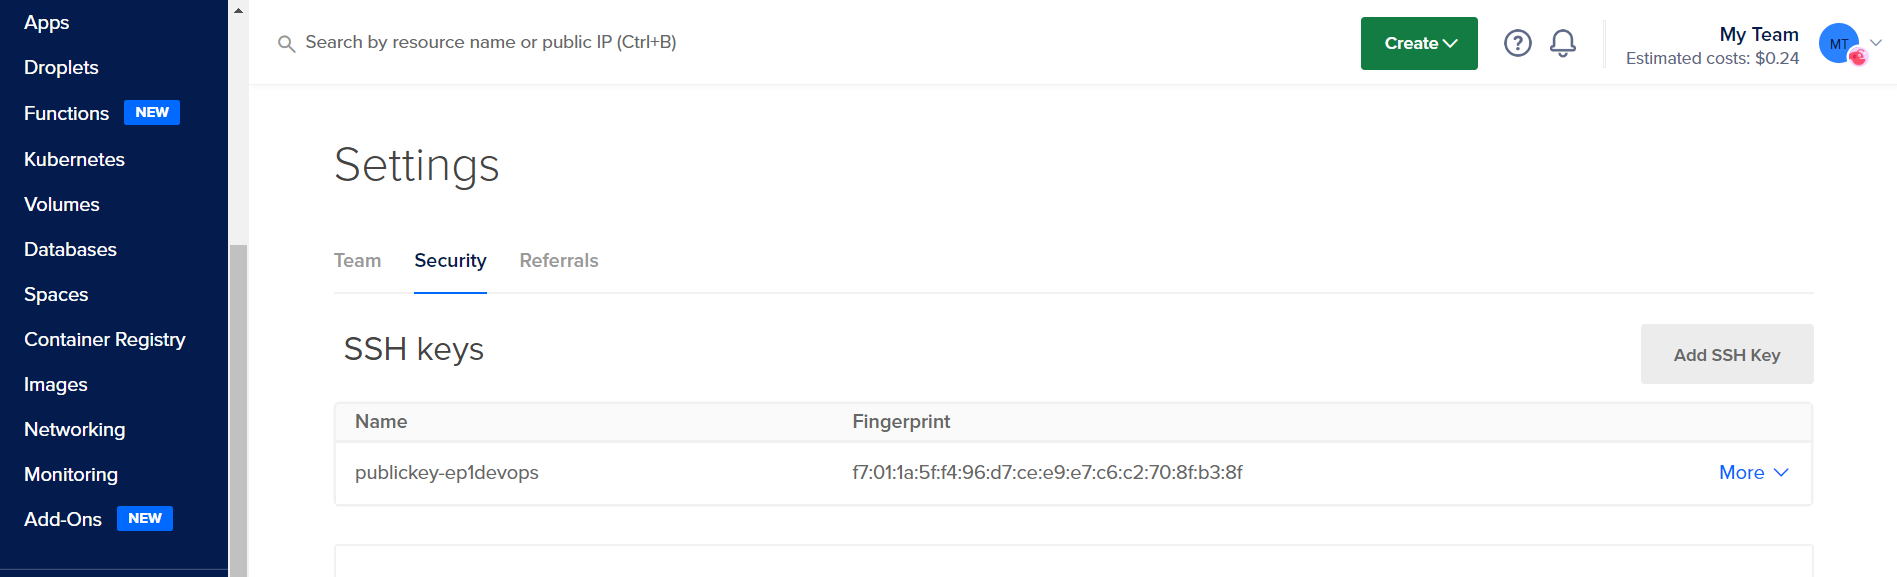 Apps
Droplets
Functions NEW
Kubernetes
Volumes
Databases
Spaces
Container Registry
Images
Networking
Monitoring
Add-Ons NEW
Search by resource name or public IP (Ctrl+B)
Create
?
My Team
Estimated costs: $0.24
MT
Settings
Team Security Referrals
SSH keys
Add SSH Key
Name Fingerprint
publickey-ep1devops f7:01:1a:5f:f4:96:d7:ce:e9:e7:c6:c2:70:8f:b3:8f More